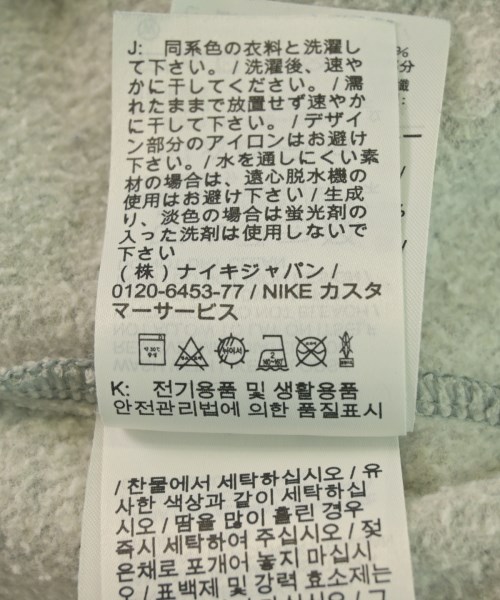 J: 同系色の衣料と洗濯し
て下さい。/ 洗濯後、速や
かに干してください。/ 濡
れたままで放置せず速やか
に干して下さい。/ デザイ
ン部分のアイロンはお避け
下さい。/ 水を通しにくい素
材の場合は、遠心脱水機の
使用はお避け下さい / 生成
り、淡色の場合は蛍光剤の
入った洗剤は使用しないで
下さい
(株) ナイキジャパン /
0120-6453-77 / NIKE カスタ
マーサービス
K: 전기용품 및 생활용품
안전관리법에 의한 품질표시
/ 찬물에서 세탁하십시오 / 유
사한 색상과 같이 세탁하십
시오 / 땀을 많이 흘린 경우
즉시 세탁하여 주십시오 / 젖
은채로 포개어 놓지 마십시
오 / 표백제 및 강력 효소제는